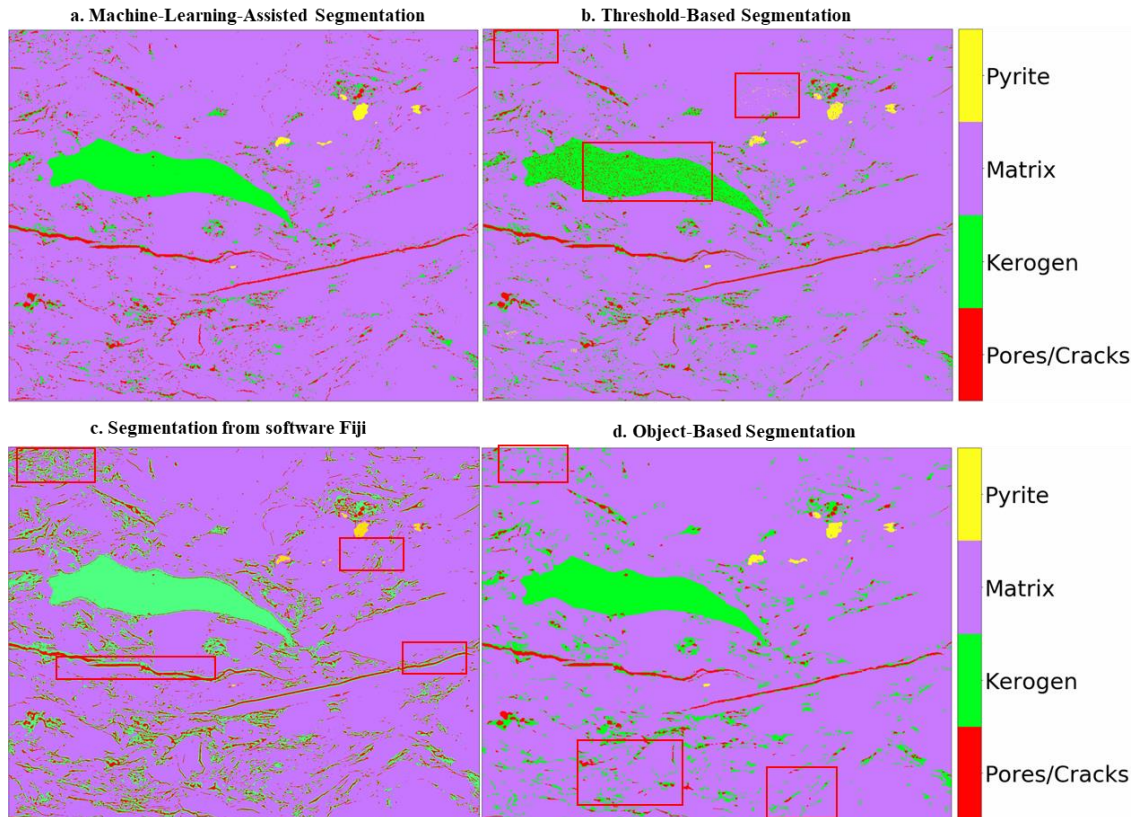 a. Machine-Learning-Assisted Segmentation
b. Threshold-Based Segmentation
Pyrite
Matrix
Kerogen
Pores/Cracks
c. Segmentation from software Fiji
d. Object-Based Segmentation
Pyrite
Matrix
Kerogen
Pores/Cracks